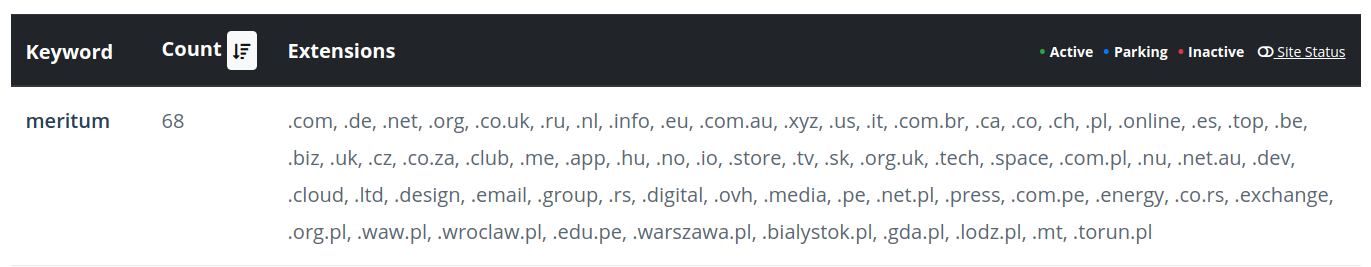 Keyword Count Extensions Active Parking Inactive Site Status
meritum 68 .com, .de, .net, .org, .co.uk, .ru, .nl, .info, .eu, .com.au, .xyz, .us, .it, .com.br, .ca, .co, .ch, .pl, .online, .es, .top, .be,
.biz, .uk, .cz, .co.za, .club, .me, .app, .hu, .no, .io, .store, .tv, .sk, .org.uk, .tech, .space, .com.pl, .nu, .net.au, .dev,
.cloud, .ltd, .design, .email, .group, .rs, .digital, .ovh, .media, .pe, .net.pl, .press, .com.pe, .energy, .co.rs, .exchange,
.org.pl, .waw.pl, .wroclaw.pl, .edu.pe, .warszawa.pl, .bialystok.pl, .gda.pl, .lodz.pl, .mt, .torun.pl